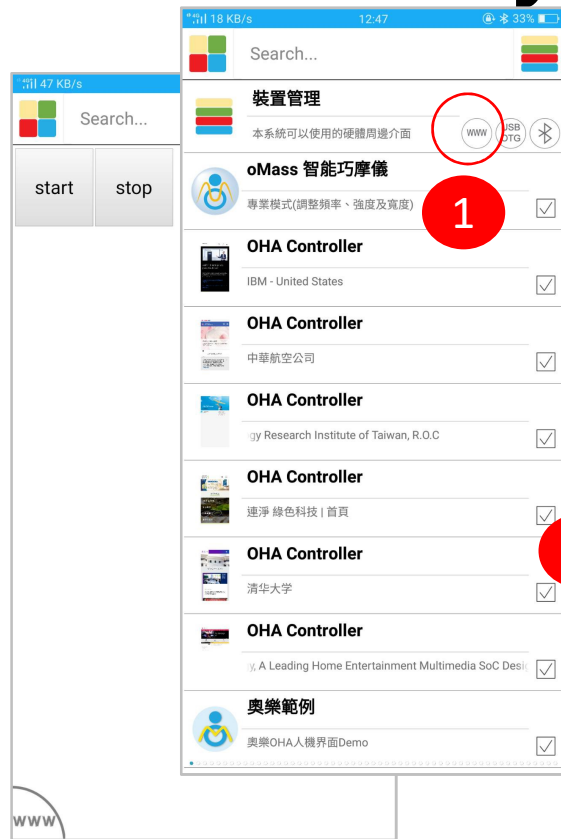 47 KB/s
Search...
start
stop
www
18 KB/s
12:47
33%
Search...
裝置管理
本系統可以使用的硬體周邊介面
www
USB
OTG
oMass 智能巧摩儀
專業模式(調整頻率、強度及寬度)
1
OHA Controller
IBM - United States
OHA Controller
中華航空公司
OHA Controller
gy Research Institute of Taiwan, R.O.C
OHA Controller
連淨 綠色科技 | 首頁
OHA Controller
清华大学
OHA Controller
y, A Leading Home Entertainment Multimedia SoC Desi
奧樂範例
奧樂OHA人機界面Demo